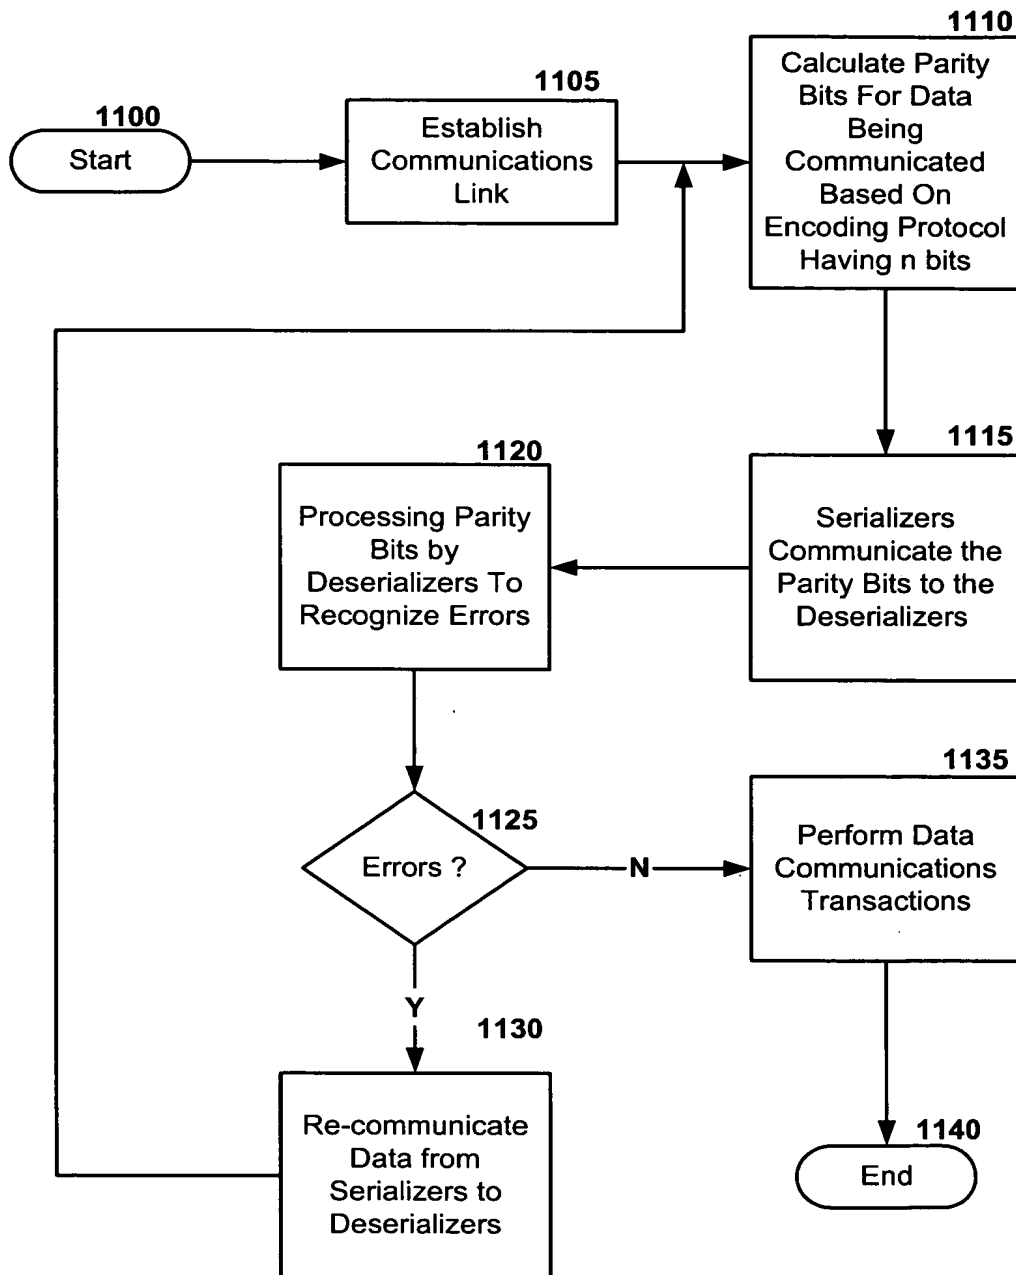 1100
Start
1105
Establish
Communications
Link
1110
Calculate Parity
Bits For Data
Being
Communicated
Based On
Encoding Protocol
Having n bits
1115
Serializers
Communicate the
Parity Bits to the
Deserializers
1120
Processing Parity
Bits by
Deserializers To
Recognize Errors
1125
Errors ?
N
Y
1130
Re-communicate
Data from
Serializers to
Deserializers
1135
Perform Data
Communications
Transactions
1140
End